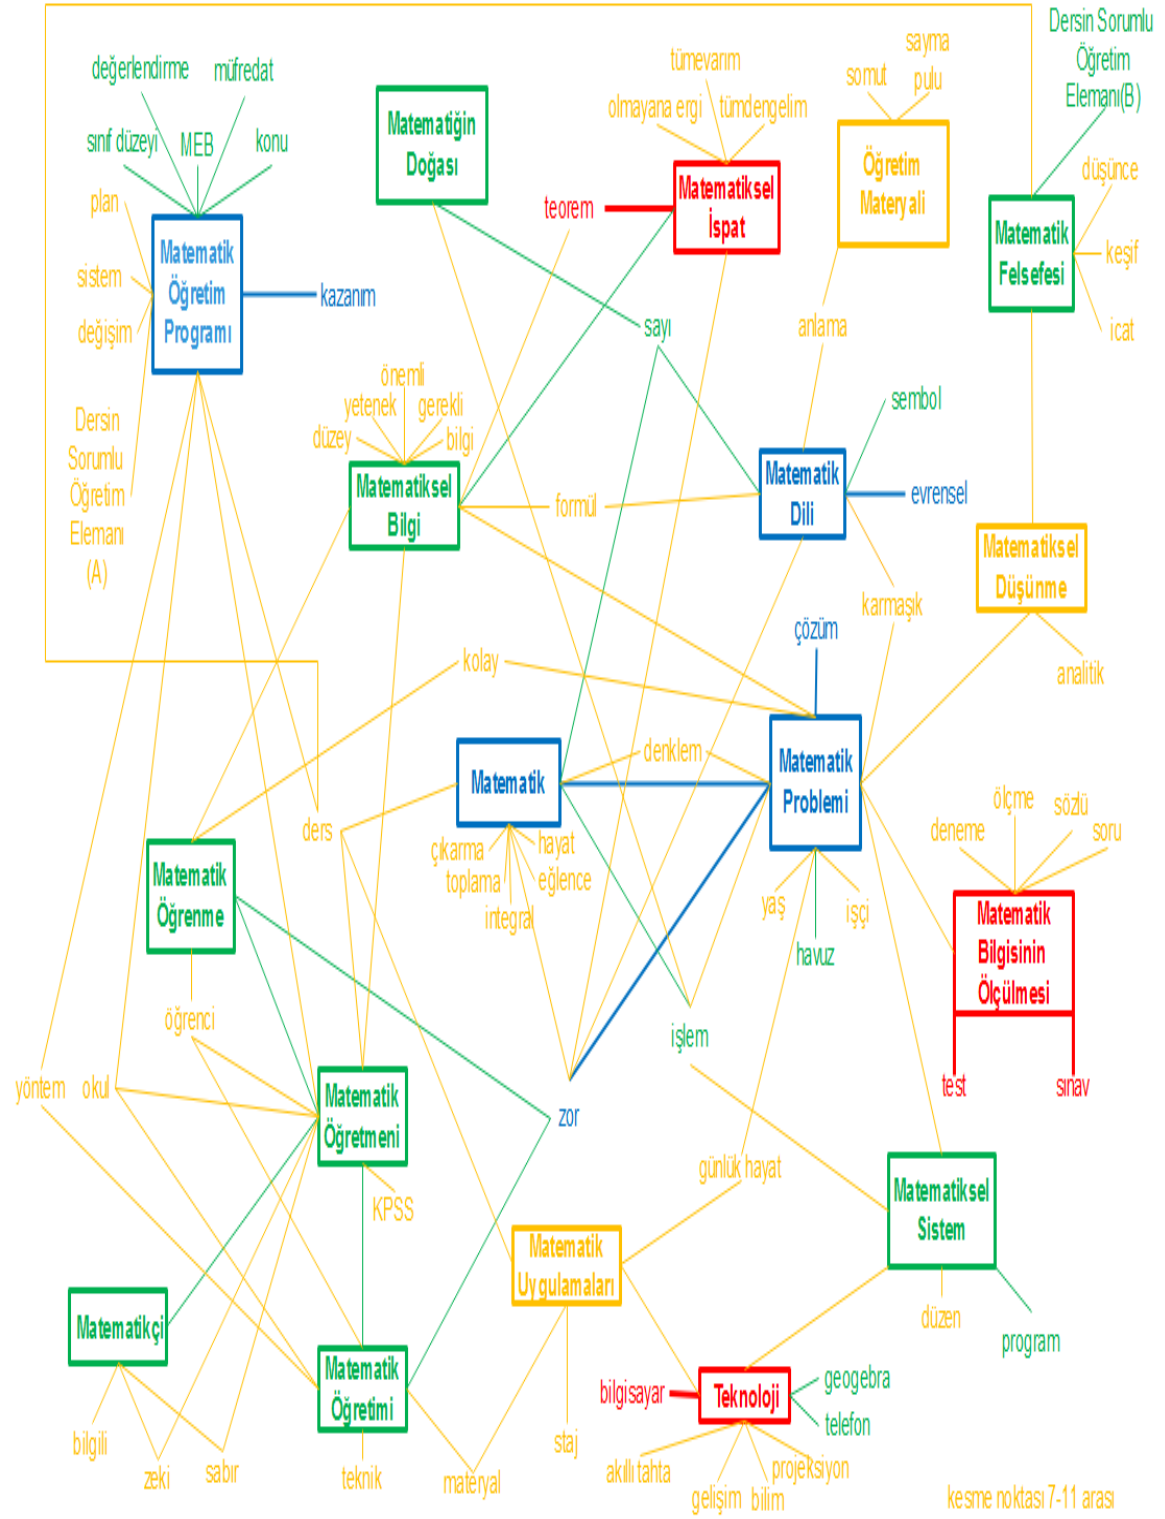 değerlendirme
müfredat
sınıf düzeyi
MEB
konu
plan
sistem
değişim
Matematik
Öğretim
Programı
kazanım
Dersin
Sorumlu
Öğretim
Elemanı
(A)
Matematiğin
Doğası
tümevarım
olmayana ergi
tümdengelim
teorem
Matematiksel
İspat
somut
sayma
pulu
Öğretim
Materyali
Dersin Sorumlu
Öğretim
Elemanı(B)
düşünce
Matematik
Felsefesi
keşif
icat
sayı
anlama
önemli
yetenek
gerekli
düzey
bilgi
Matematiksel
Bilgi
formül
Matematik
Dili
sembol
evrensel
karmaşık
Matematiksel
Düşünme
analitik
kolay
çözüm
Matematik
denklem
Matematik
Problemi
ders
çıkarma
hayat
toplama
eğlence
integral
yaş
işçi
havuz
ölçme
deneme
sözlü
soru
Matematik
Bilgisinin
Ölçülmesi
test
sınav
Matematik
Öğrenme
öğrenci
yöntem
okul
Matematik
Öğretmeni
KPSS
zor
işlem
günlük hayat
Matematiksel
Sistem
düzen
program
Matematik
Uygulamaları
staj
Matematikçi
bilgili
zeki
sabır
Matematik
Öğretimi
teknik
materyal
bilgisayar
Teknoloji
geogebra
telefon
akıllı tahta
projeksiyon
gelişim
bilim
kesme noktası 7-11 arası